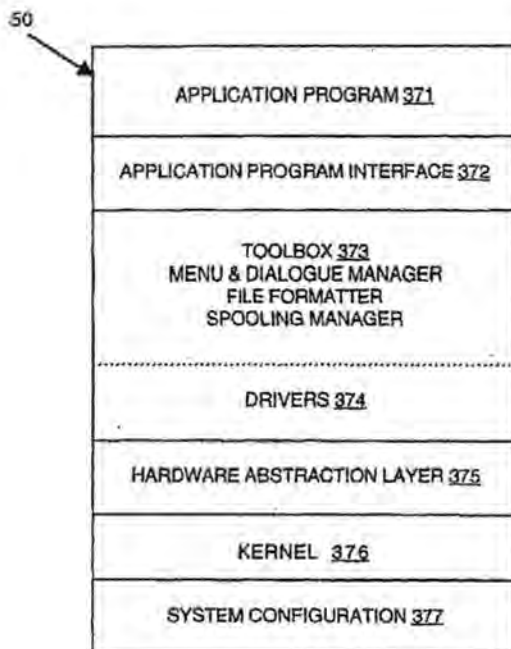 50
APPLICATION PROGRAM 371
APPLICATION PROGRAM INTERFACE 372
TOOLBOX 373
MENU & DIALOGUE MANAGER
FILE FORMATTER
SPOOLING MANAGER
DRIVERS 374
HARDWARE ABSTRACTION LAYER 375
KERNEL 376
SYSTEM CONFIGURATION 377